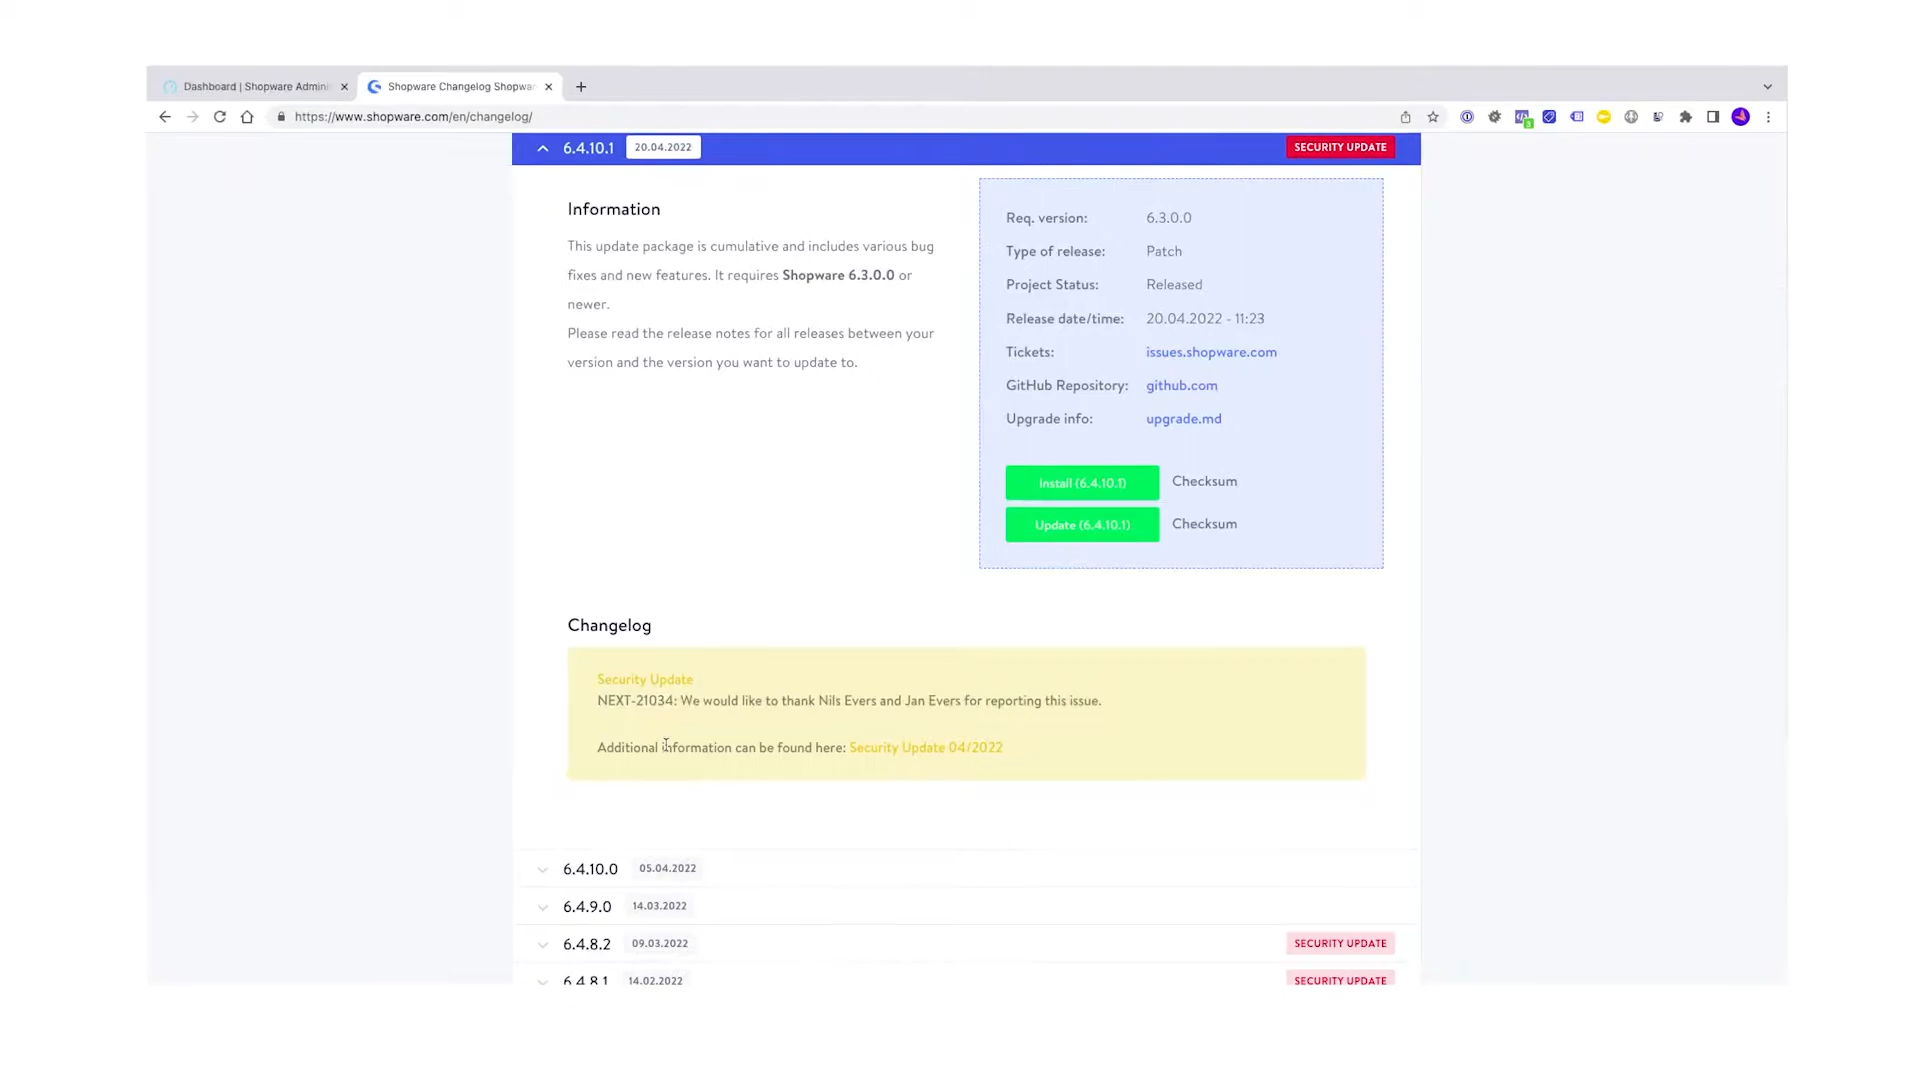 Dashboard | Shopware Admini
Shopware Changelog Shopwar
https://www.shopware.com/en/changelog/
6.4.10.1
20.04.2022
SECURITY UPDATE
Information
This update package is cumulative and includes various bug
fixes and new features. It requires Shopware 6.3.0.0 or
newer.
Please read the release notes for all releases between your
version and the version you want to update to.
Req. version: 6.3.0.0
Type of release: Patch
Project Status: Released
Release date/time: 20.04.2022 - 11:23
Tickets: issues.shopware.com
GitHub Repository: github.com
Upgrade info: upgrade.md
Install (6.4.10.1) Checksum
Update (6.4.10.1) Checksum
Changelog
Security Update
NEXT-21034: We would like to thank Nils Evers and Jan Evers for reporting this issue.
Additional information can be found here: Security Update 04/2022
6.4.10.0 05.04.2022
6.4.9.0 14.03.2022
6.4.8.2 09.03.2022 SECURITY UPDATE
6.4.8.1 14.02.2022 SECURITY UPDATE